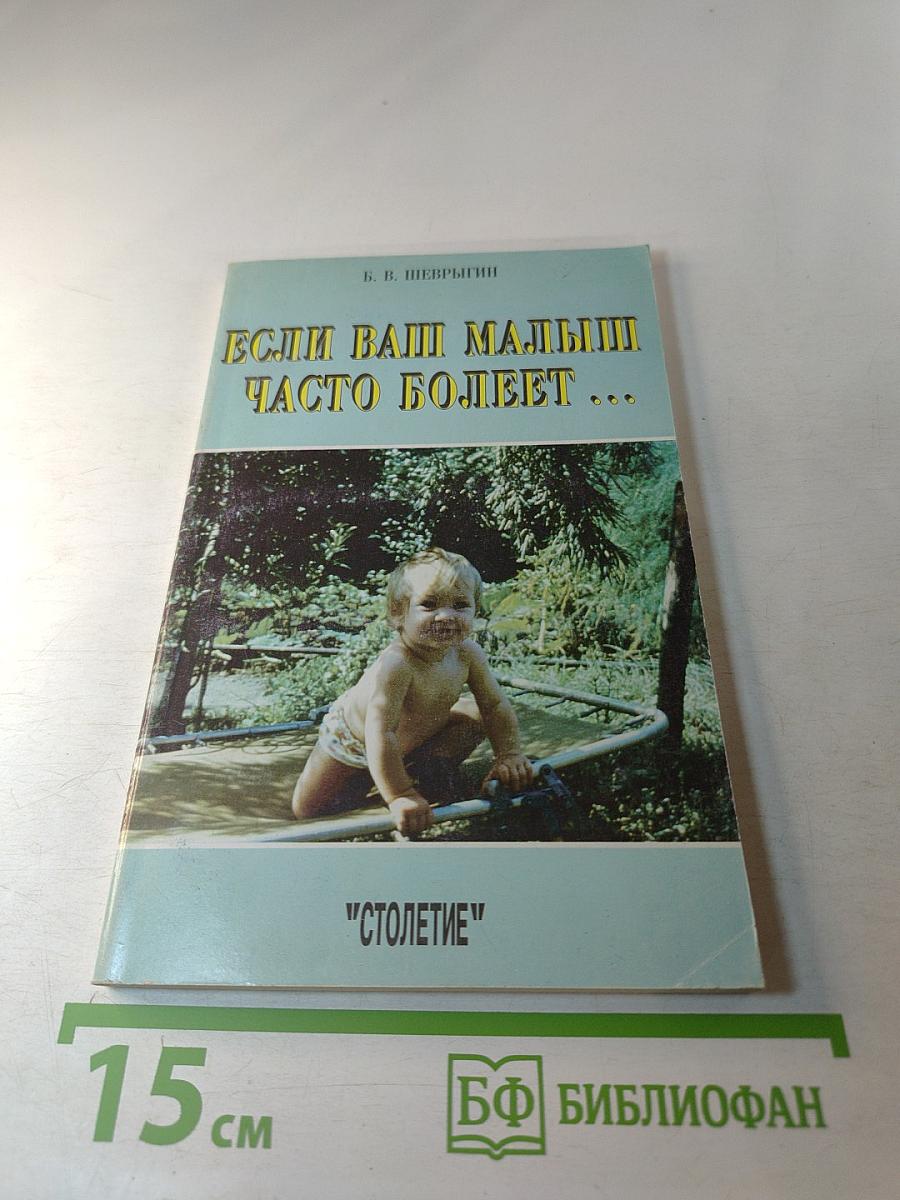 Б. В. ШЕВРЫГИН
ЕСЛИ ВАШ МАЛЫШ
ЧАСТО БОЛЕЕТ ...
"СТОЛЕТИЕ"
15 см
БФ БИБЛИОФАН